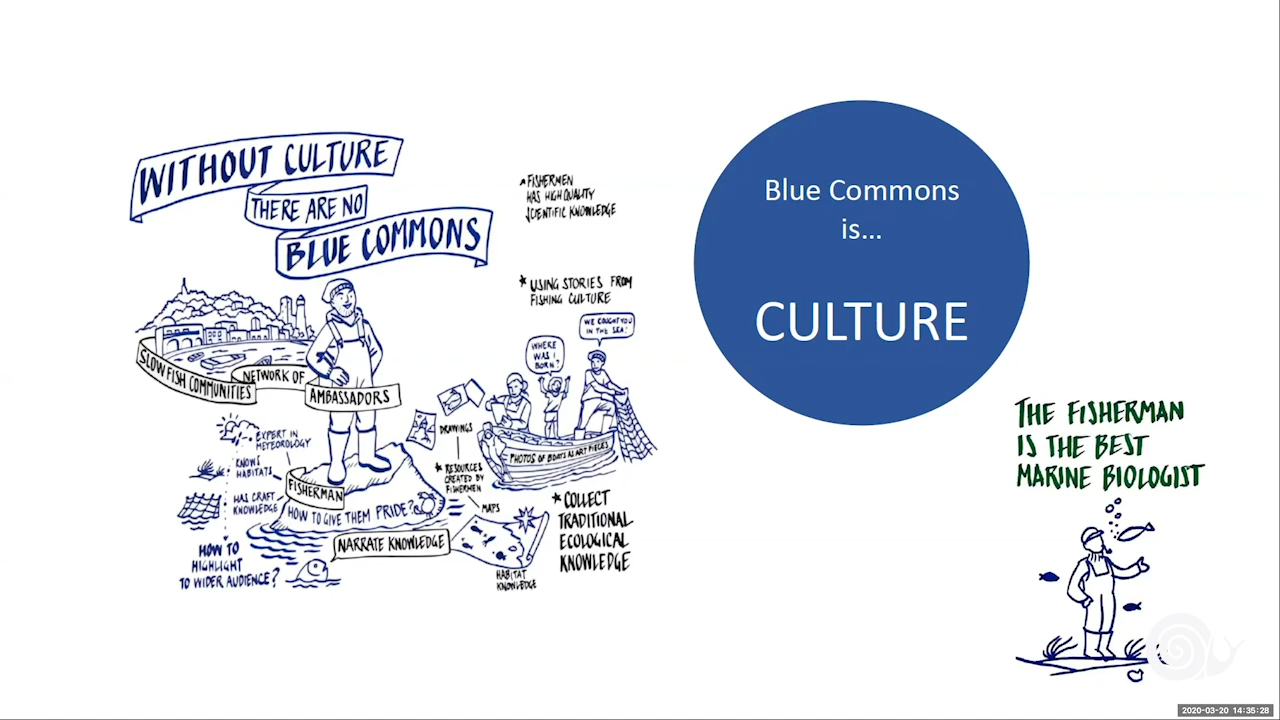 WITHOUT CULTURE
THERE ARE NO
BLUE COMMONS
FISHERMEN
HAS HIGH QUALITY
SCIENTIFIC KNOWLEDGE
* USING STORIES FROM
FISHING CULTURE
WE COUGHT YOU
IN THE SEA!
WHERE
WAS I
BORN?
SLOW FISH COMMUNITIES
NETWORK OF
AMBASSADORS
PHOTOS OF BOATS AS ART PIECES
DRAWINGS
* RESOURCES
CREATED BY
FISHERMEN
MAPS
HABITAT
KNOWLEDGE
EXPERT IN
METEOROLOGY
KNOWS
HABITATS
HAS CRAFT
KNOWLEDGE
FISHERMAN
HOW TO GIVE THEM PRIDE?
NARRATE KNOWLEDGE
HOW TO
HIGHLIGHT
TO WIDER AUDIENCE?
* COLLECT
TRADITIONAL
ECOLOGICAL
KNOWLEDGE
Blue Commons
is...
CULTURE
THE FISHERMAN
IS THE BEST
MARINE BIOLOGIST
2020-03-20 14:35:28